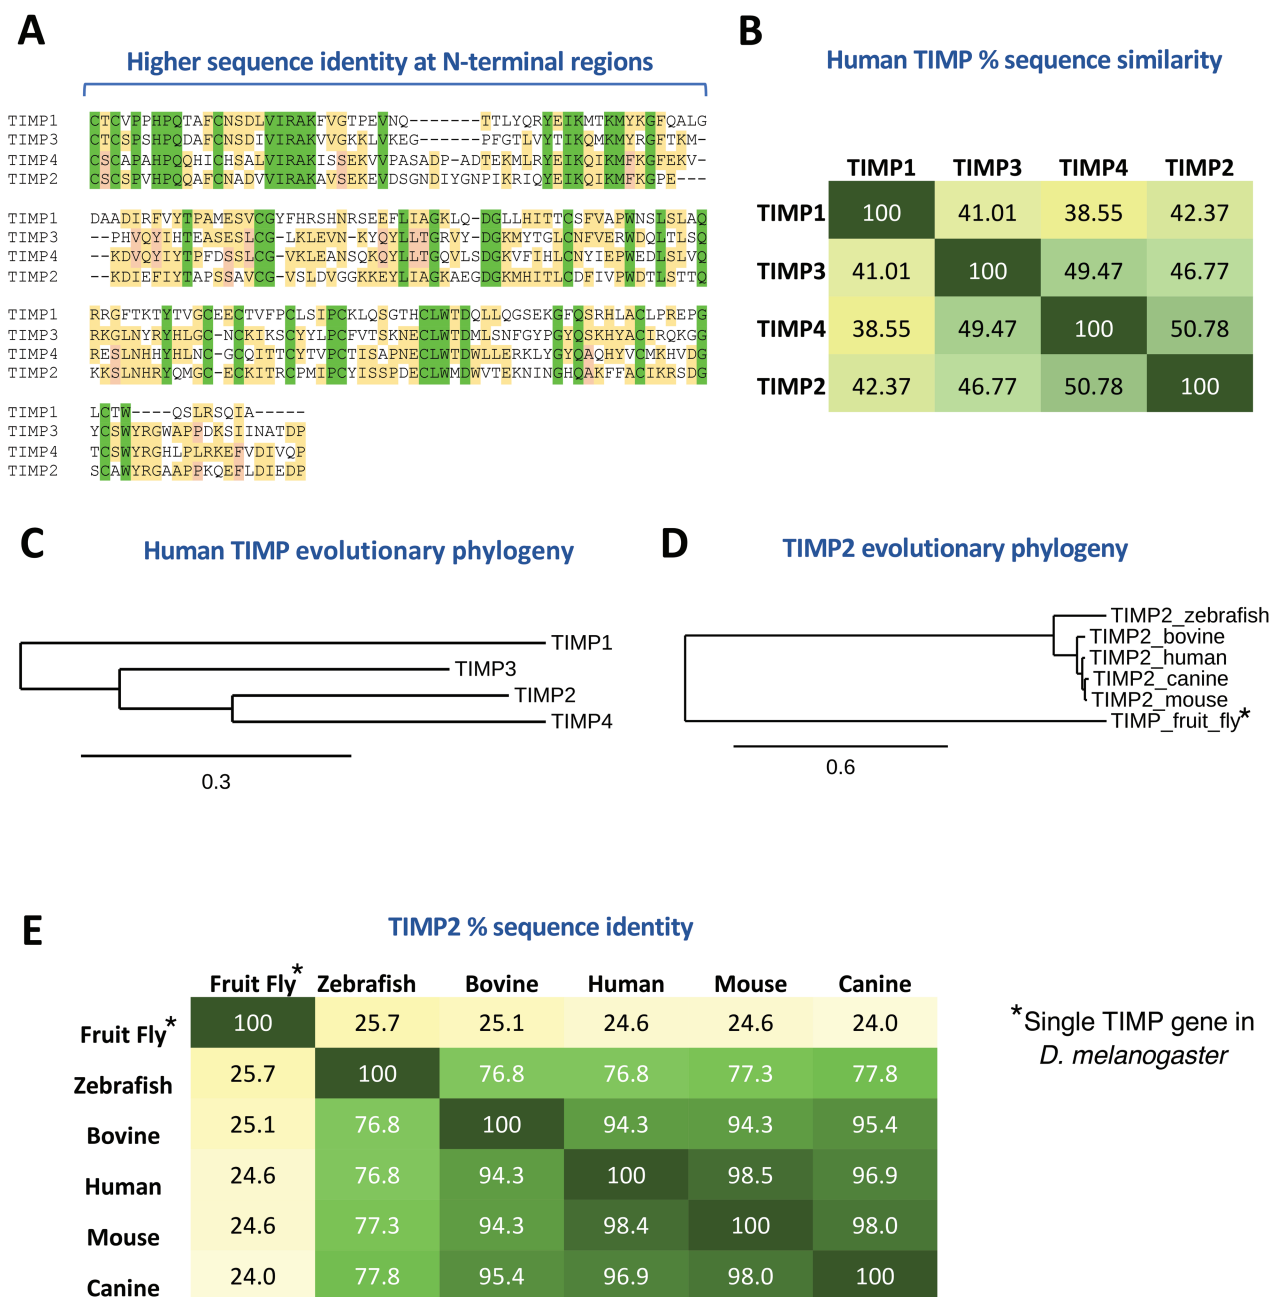 A
Higher sequence identity at N-terminal regions
TIMP1 CTCVPPHPQTAFCNSDLVIRAKFVGTPEVNQ-------TTLYQRYEIKMTKMYKGFQALG
TIMP3 CTCSPSHPQDAFCNSDIVIRAKVVGKKLVKEG------PFGTLVYTIKQMKMYRGFTKM-
TIMP4 CSCAPAHPQQHICHSALVIRAKISSEKVVPASADP-ADTEKMLRYEIKQIKMFKGFEKV-
TIMP2 CSCSPVHPQQAFCNADVVIRAKAVSEKEVDSGNDIYGNPIKRIQYEIKQIKMFKGPE---
TIMP1 DAADIRFVYTPAMESVCGYFHRSHNRSEEFLIAGKLQ-DGLLHITTCSFVAPWNSLSLAQ
TIMP3 --PHVQYIHTEASESLCG-LKLEVN-KYQYLLTGRVY-DGKMYTGLCNFVERWDQLTLSQ
TIMP4 --KDVQYIYTPFDSSLCG-VKLEANSQKQYLLTGQVLSDGKVFIHLCNYIEPWEDLSLVQ
TIMP2 --KDIEFIYTAPSSAVCG-VSLDVGGKKEYLIAGKAEGDGKMHITLCDFIVPWDTLSTTQ
TIMP1 RRGFTKTYTVGCEECTVFPCLSIPCKLQSGTHCLWTDQLLQGSEKGFQSRHLACLPREPG
TIMP3 RKGLNYRYHLGC-NCKIKSCYYLPCFVTSKNECLWTDMLSNFGYPGYQSKHYACIRQKGG
TIMP4 RESLNHHYHLNC-GCQITTCYTVPCTISAPNECLWTDWLLERKLYGYQAQHYVCMKHVDG
TIMP2 KKSLNHRYQMGC-ECKITRCPMIPCYISSPDECLWMDWVTEKNINGHQAKFFACIKRSDG
TIMP1 LCTW----QSLRSQIA-----
TIMP3 YCSWYRGWAPPDKSIINATDP
TIMP4 TCSWYRGHLPLRKEFVDIVQP
TIMP2 SCAWYRGAAPPKQEFLDIEDP
B
Human TIMP % sequence similarity
TIMP1 TIMP3 TIMP4 TIMP2
TIMP1 100 41.01 38.55 42.37
TIMP3 41.01 100 49.47 46.77
TIMP4 38.55 49.47 100 50.78
TIMP2 42.37 46.77 50.78 100
C
Human TIMP evolutionary phylogeny
TIMP1
TIMP3
TIMP2
TIMP4
0.3
D
TIMP2 evolutionary phylogeny
TIMP2_zebrafish
TIMP2_bovine
TIMP2_human
TIMP2_canine
TIMP2_mouse
TIMP_fruit_fly*
0.6
E
TIMP2 % sequence identity
Fruit Fly* Zebrafish Bovine Human Mouse Canine
Fruit Fly* 100 25.7 25.1 24.6 24.6 24.0
Zebrafish 25.7 100 76.8 76.8 77.3 77.8
Bovine 25.1 76.8 100 94.3 94.3 95.4
Human 24.6 76.8 94.3 100 98.5 96.9
Mouse 24.6 77.3 94.3 98.4 100 98.0
Canine 24.0 77.8 95.4 96.9 98.0 100
*Single TIMP gene in
D. melanogaster